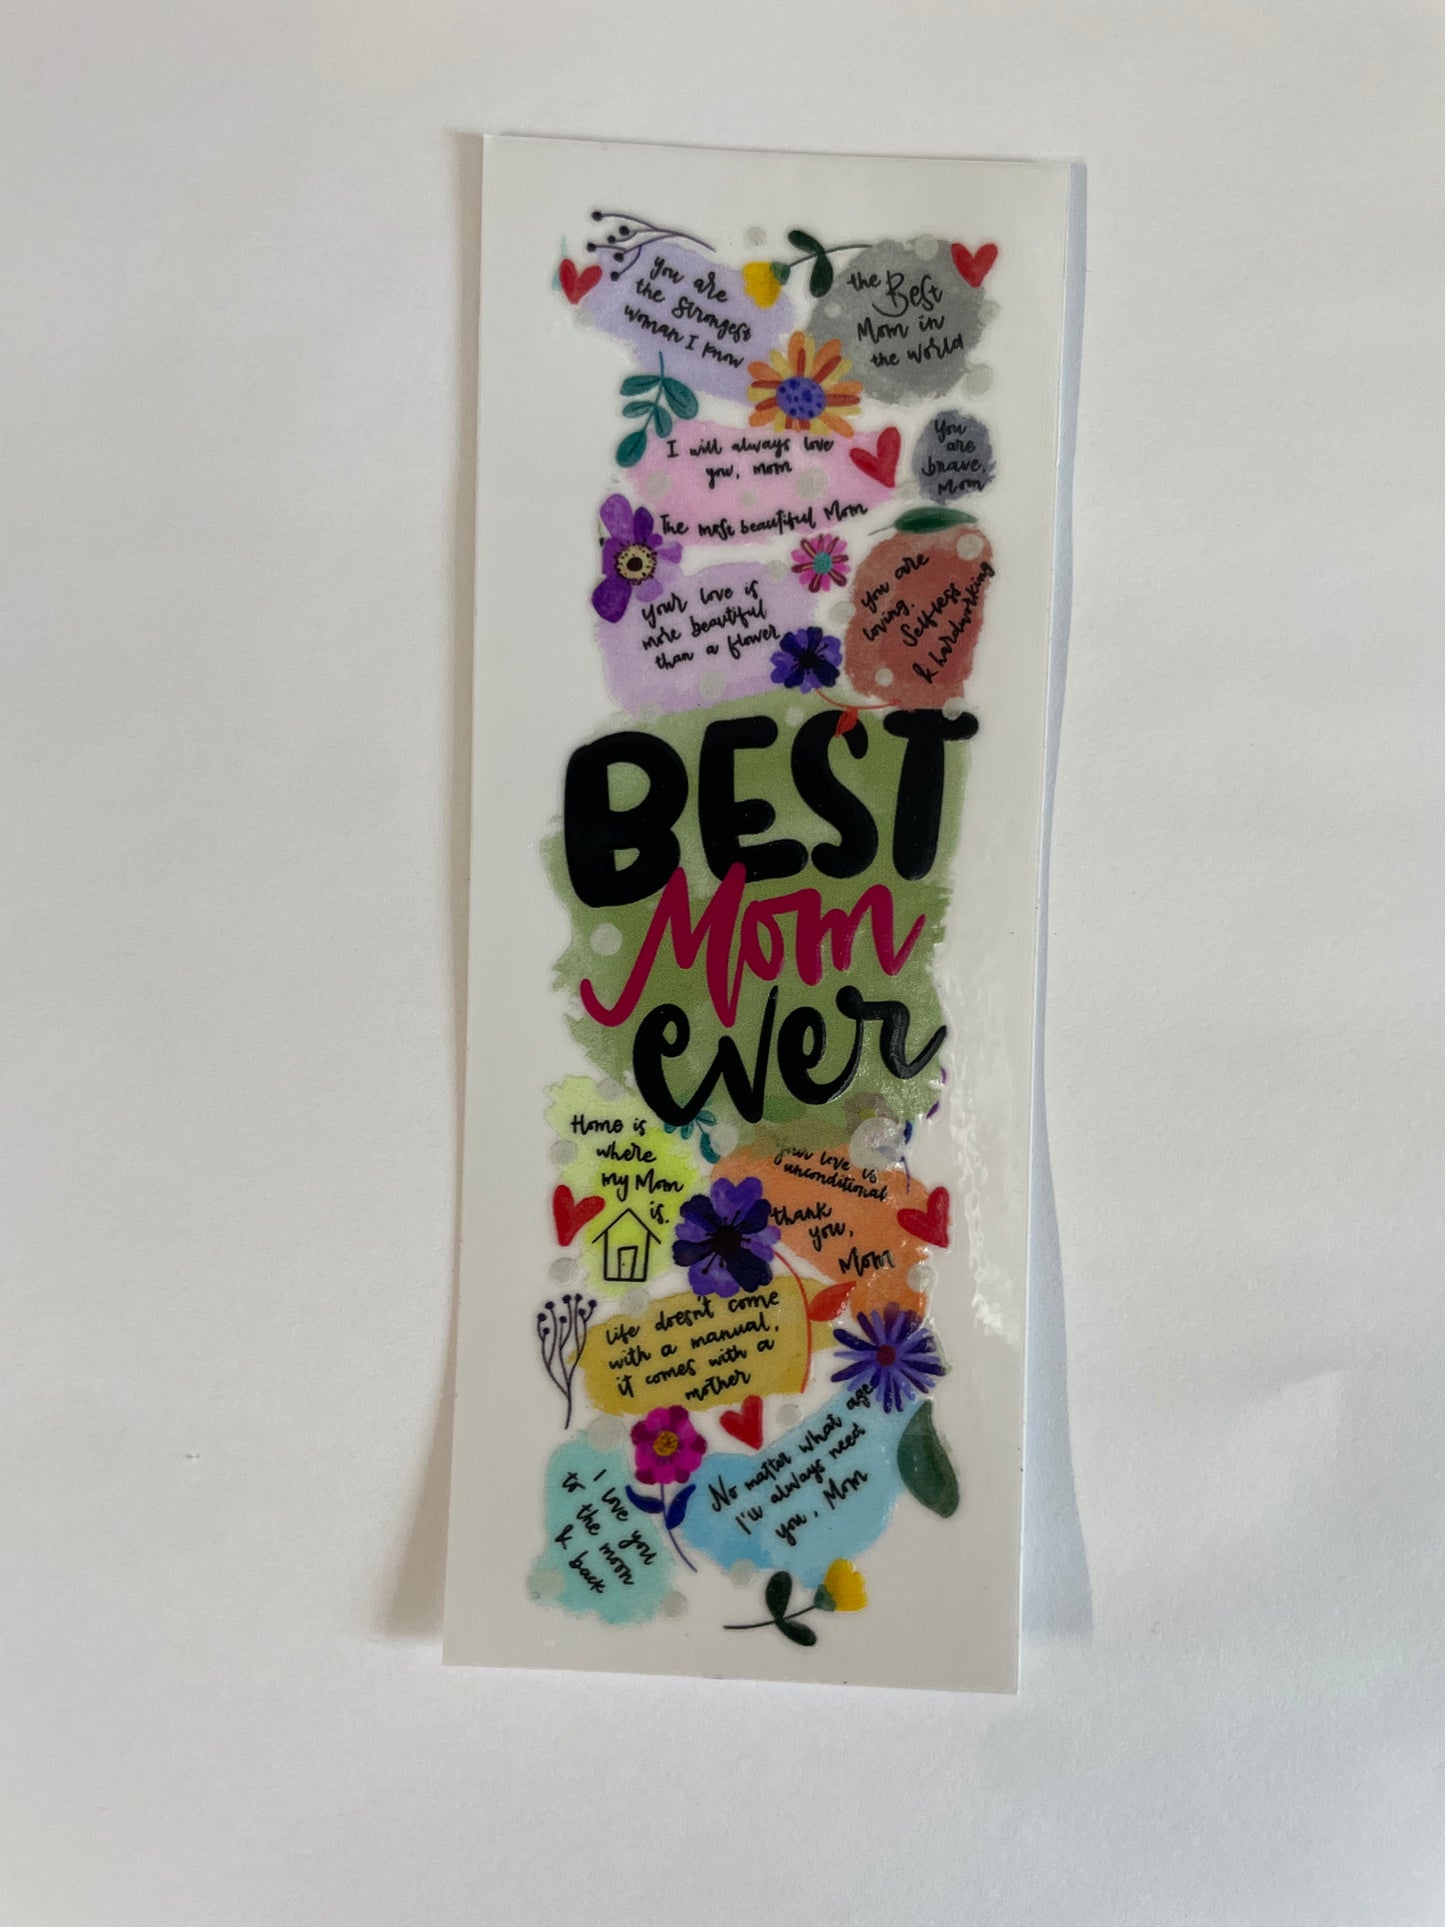 You are
the strongest
woman I know
the Best
Mom in
the world
I will always love
you, mom
You
are
brave,
Mom
The most beautiful Mom
your love is
more beautiful
than a flower
you are
loving,
Selfless
& hardworking
BEST
Mom
ever
Home is
where
my Mom
is.
your love is
unconditional
thank
you,
Mom
life doesn't come
with a manual,
it comes with a
mother
No matter what age
I'll always need
you, Mom
I love you
to the moon
& back